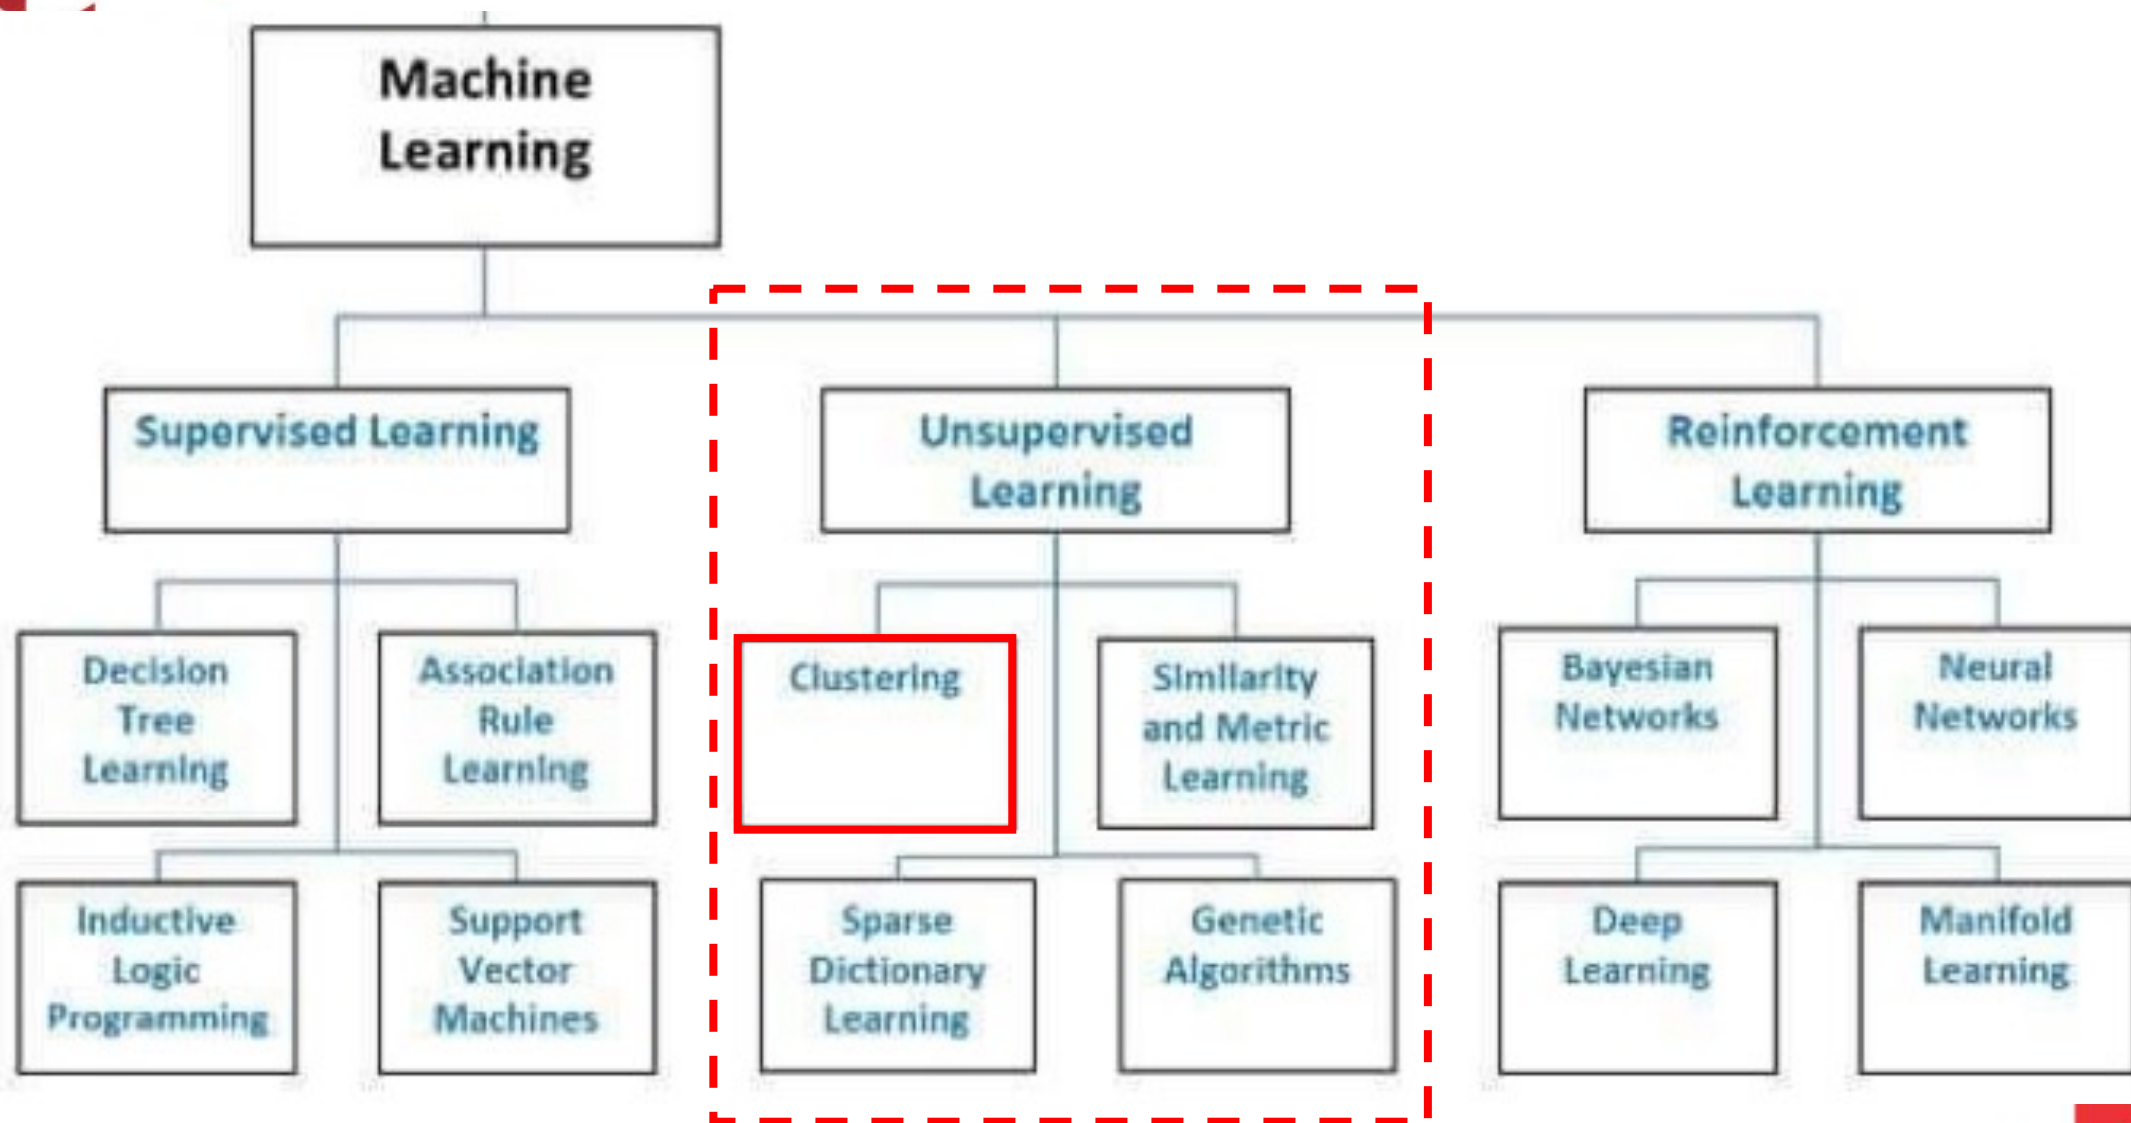 Machine
Learning
Supervised Learning
Unsupervised
Learning
Reinforcement
Learning
Decision
Tree
Learning
Association
Rule
Learning
Clustering
Similarity
and Metric
Learning
Bayesian
Networks
Neural
Networks
Inductive
Logic
Programming
Support
Vector
Machines
Sparse
Dictionary
Learning
Genetic
Algorithms
Deep
Learning
Manifold
Learning